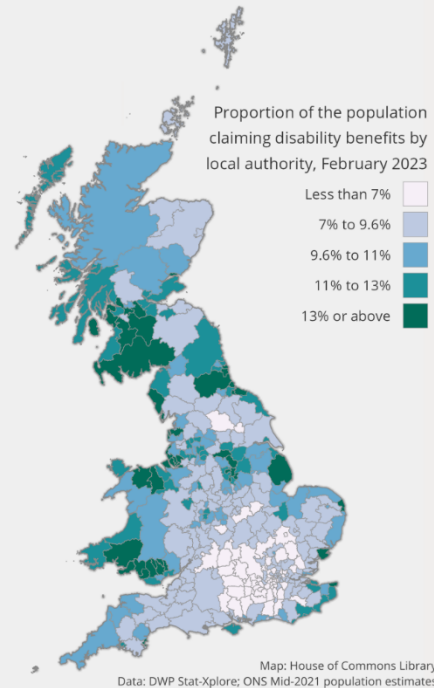 Proportion of the population
claiming disability benefits by
local authority, February 2023
Less than 7%
7% to 9.6%
9.6% to 11%
11% to 13%
13% or above
Map: House of Commons Library
Data: DWP Stat-Xplore; ONS Mid-2021 population estimates